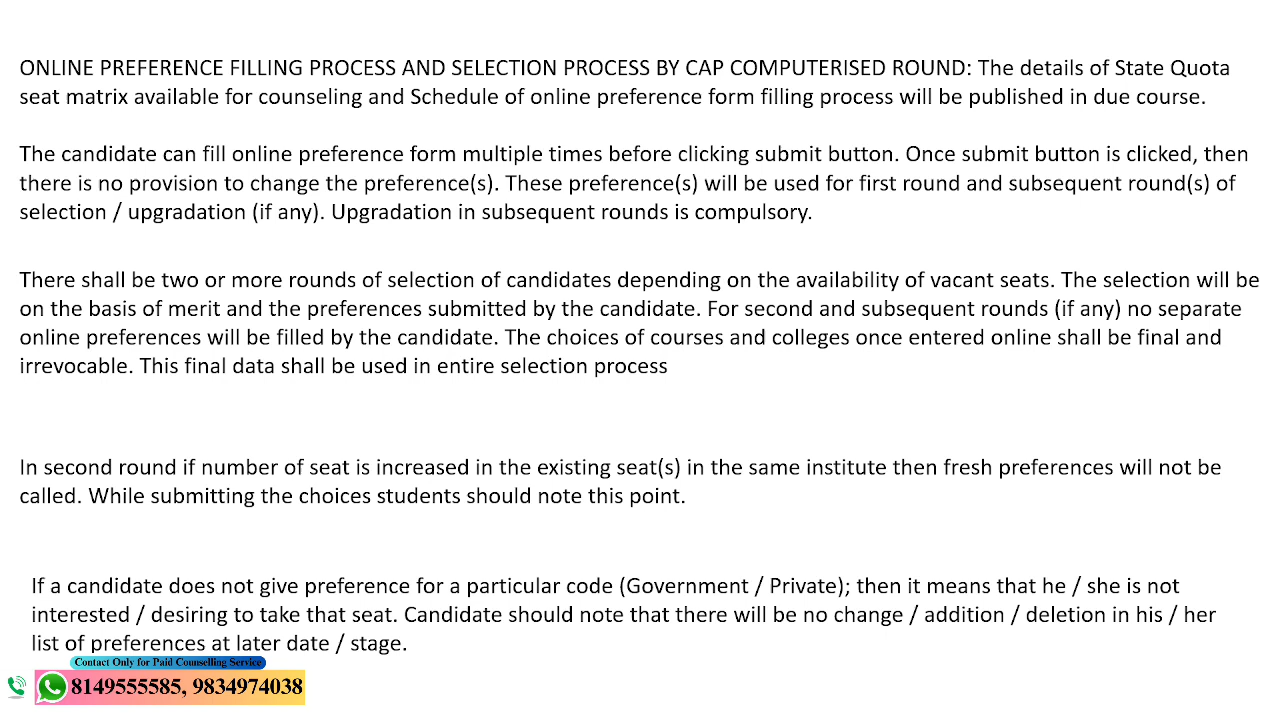 ONLINE PREFERENCE FILLING PROCESS AND SELECTION PROCESS BY CAP COMPUTERISED ROUND: The details of State Quota
seat matrix available for counseling and Schedule of online preference form filling process will be published in due course.
The candidate can fill online preference form multiple times before clicking submit button. Once submit button is clicked, then
there is no provision to change the preference(s). These preference(s) will be used for first round and subsequent round(s) of
selection / upgradation (if any). Upgradation in subsequent rounds is compulsory.
There shall be two or more rounds of selection of candidates depending on the availability of vacant seats. The selection will be
on the basis of merit and the preferences submitted by the candidate. For second and subsequent rounds (if any) no separate
online preferences will be filled by the candidate. The choices of courses and colleges once entered online shall be final and
irrevocable. This final data shall be used in entire selection process
In second round if number of seat is increased in the existing seat(s) in the same institute then fresh preferences will not be
called. While submitting the choices students should note this point.
If a candidate does not give preference for a particular code (Government / Private); then it means that he / she is not
interested / desiring to take that seat. Candidate should note that there will be no change / addition / deletion in his / her
list of preferences at later date / stage.
Contact Only for Paid Counselling Service
8149555585, 9834974038